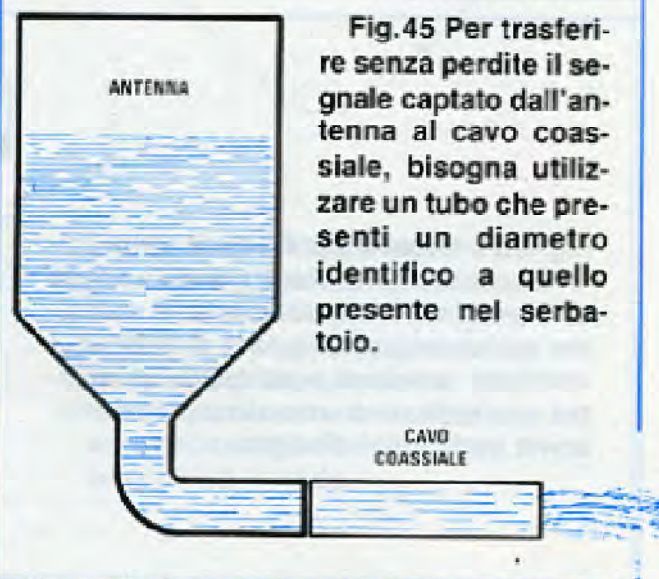 Fig.45 Per trasferi-
re senza perdite il se-
gnale captato dall'an-
tenna al cavo coas-
siale, bisogna utiliz-
zare un tubo che pre-
senti un diametro
identifico a quello
presente nel serba-
toio.
ANTENNA
CAVO
COASSIALE